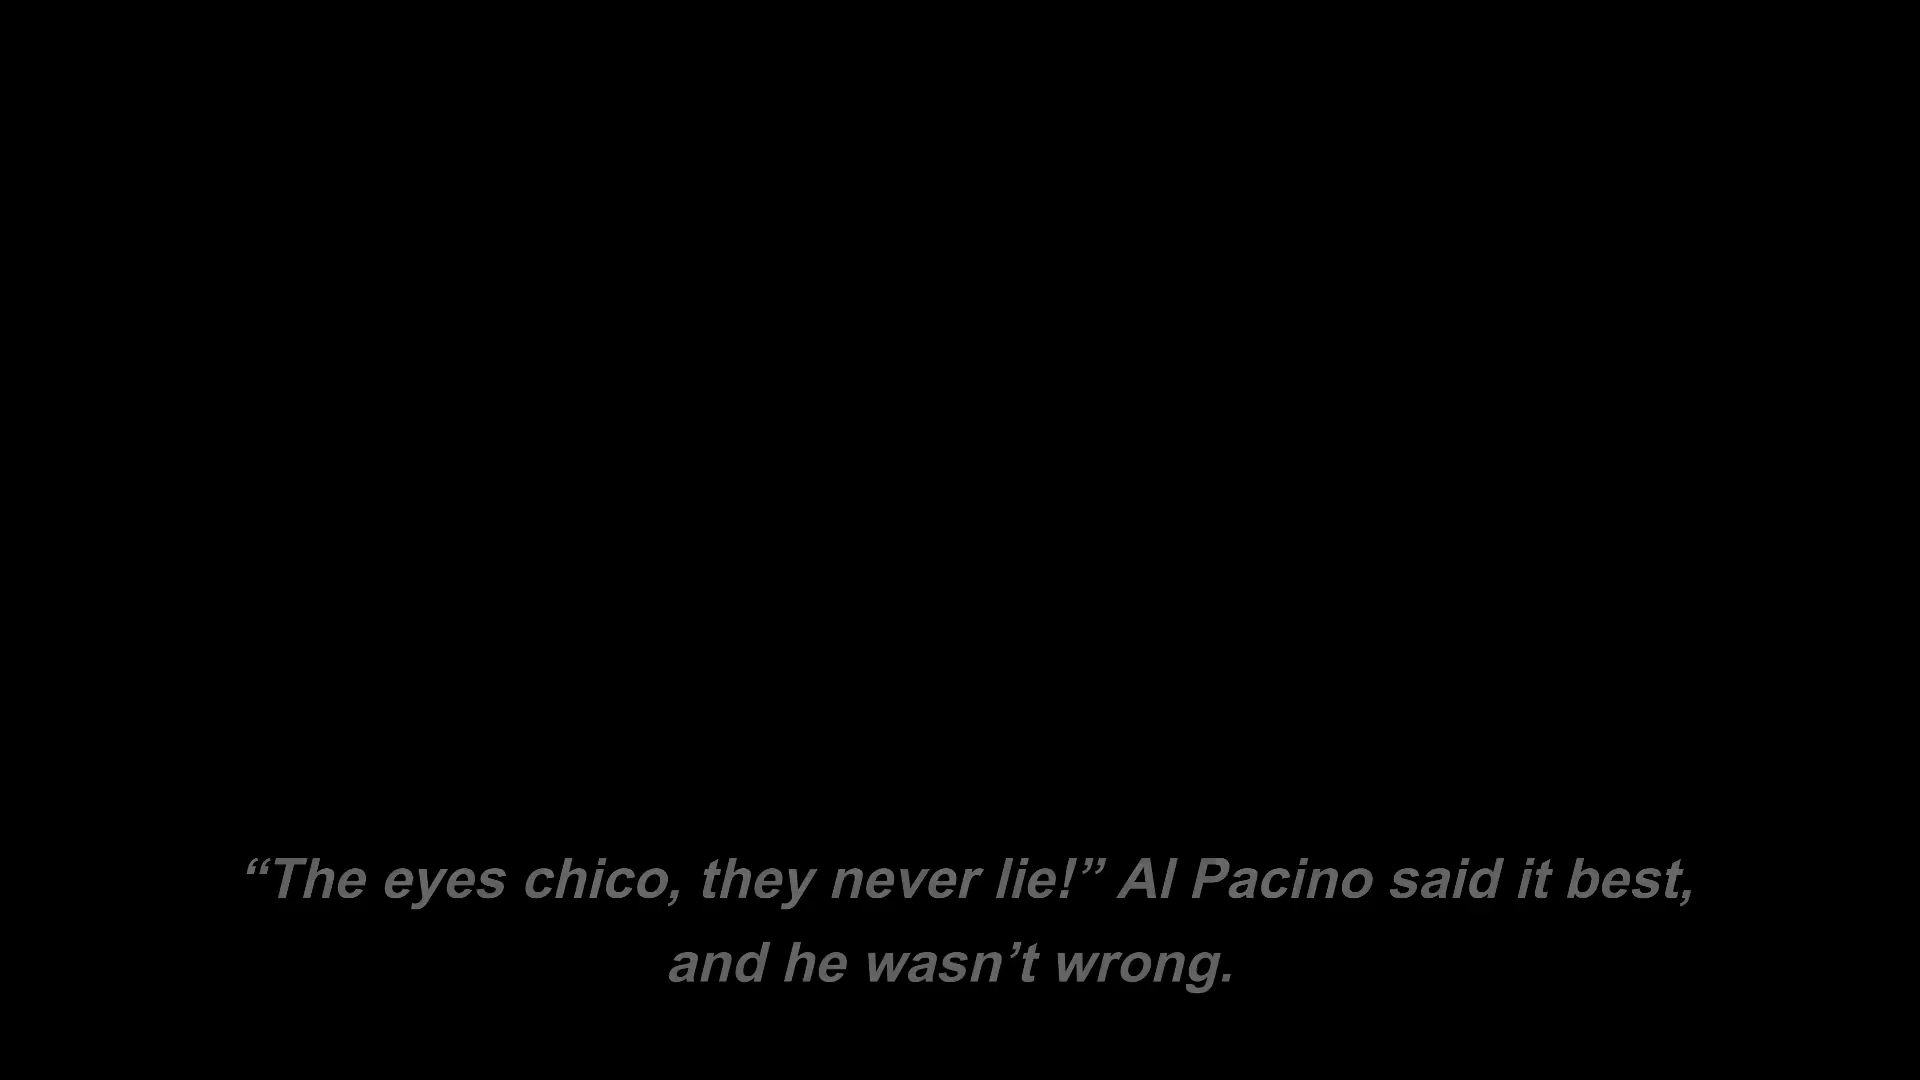 “The eyes chico, they never lie!” Al Pacino said it best,
and he wasn’t wrong.